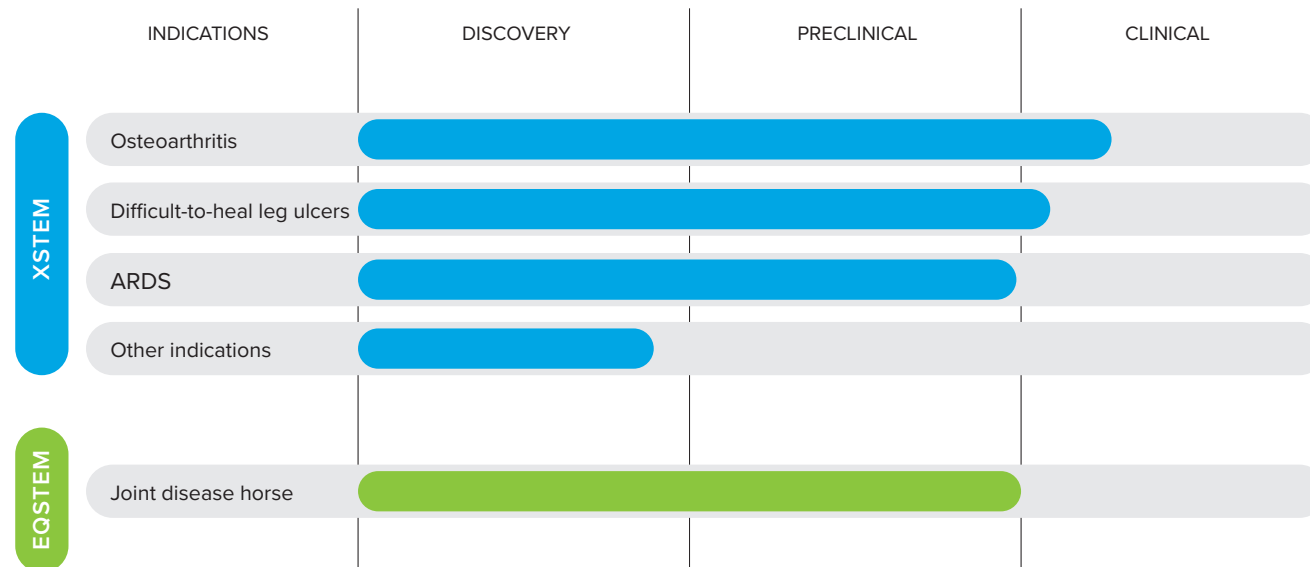 INDICATIONS
DISCOVERY
PRECLINICAL
CLINICAL
XSTEM
Osteoarthritis
Difficult-to-heal leg ulcers
ARDS
Other indications
EQSTEM
Joint disease horse